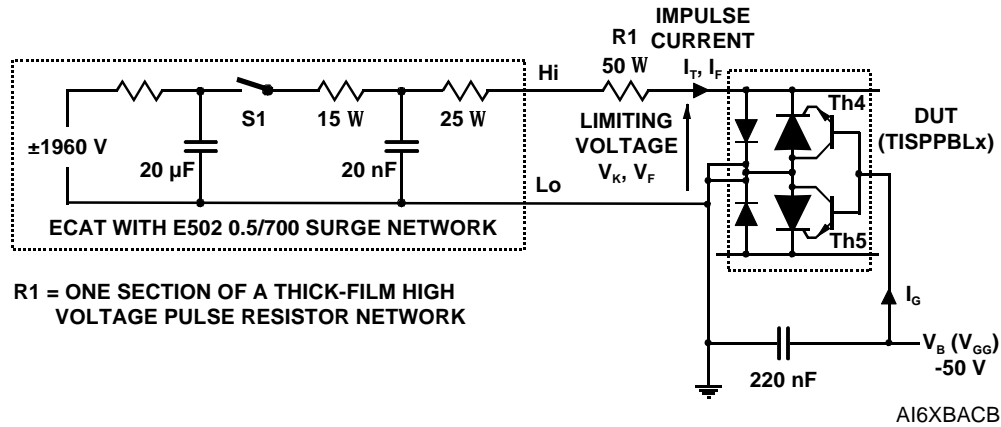 IMPULSE
CURRENT
I_T, I_F
R1
50 W
Hi
S1
15 W
25 W
±1960 V
20 µF
20 nF
Lo
LIMITING
VOLTAGE
V_K, V_F
Th4
DUT
(TISPPBLx)
Th5
ECAT WITH E502 0.5/700 SURGE NETWORK
R1 = ONE SECTION OF A THICK-FILM HIGH
VOLTAGE PULSE RESISTOR NETWORK
I_G
220 nF
V_B (V_GG)
-50 V
AI6XBACB